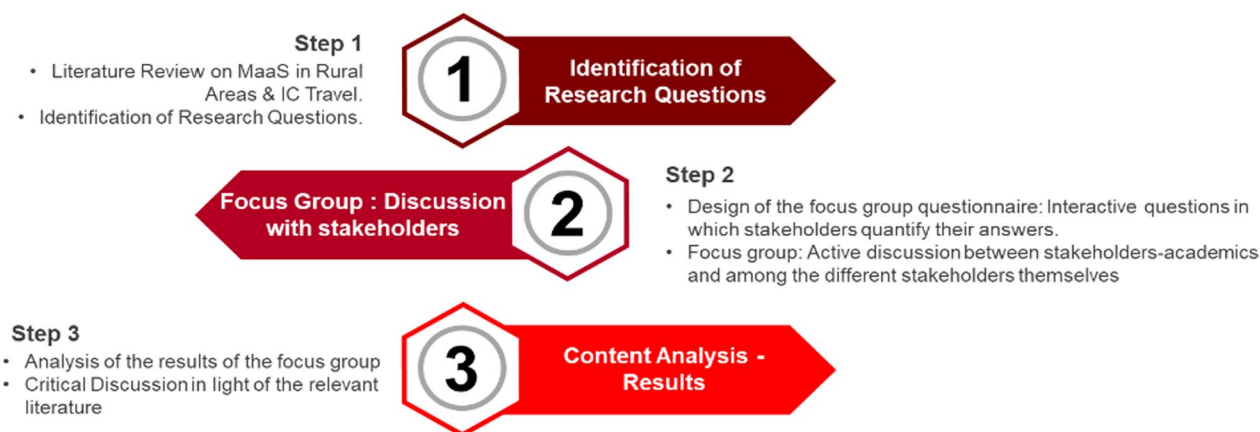 Step 1
• Literature Review on MaaS in Rural
Areas & IC Travel.
• Identification of Research Questions.
1
Identification of
Research Questions
Focus Group : Discussion
with stakeholders
2
Step 2
• Design of the focus group questionnaire: Interactive questions in
which stakeholders quantify their answers.
• Focus group: Active discussion between stakeholders-academics
and among the different stakeholders themselves
Step 3
• Analysis of the results of the focus group
• Critical Discussion in light of the relevant
literature
3
Content Analysis -
Results